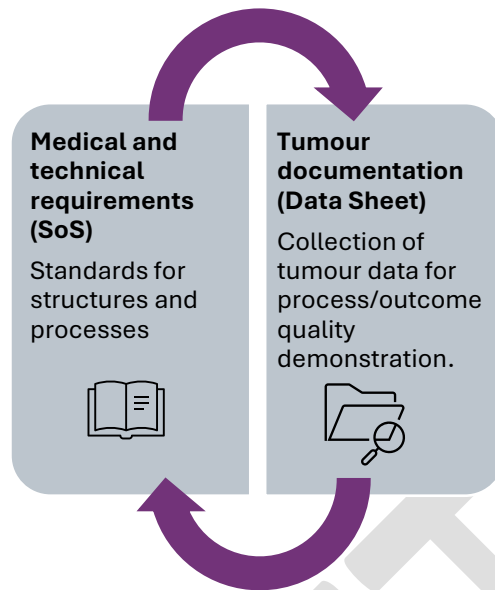 Medical and
technical
requirements
(SoS)
Standards for
structures and
processes
Tumour
documentation
(Data Sheet)
Collection of
tumour data for
process/outcome
quality
demonstration.